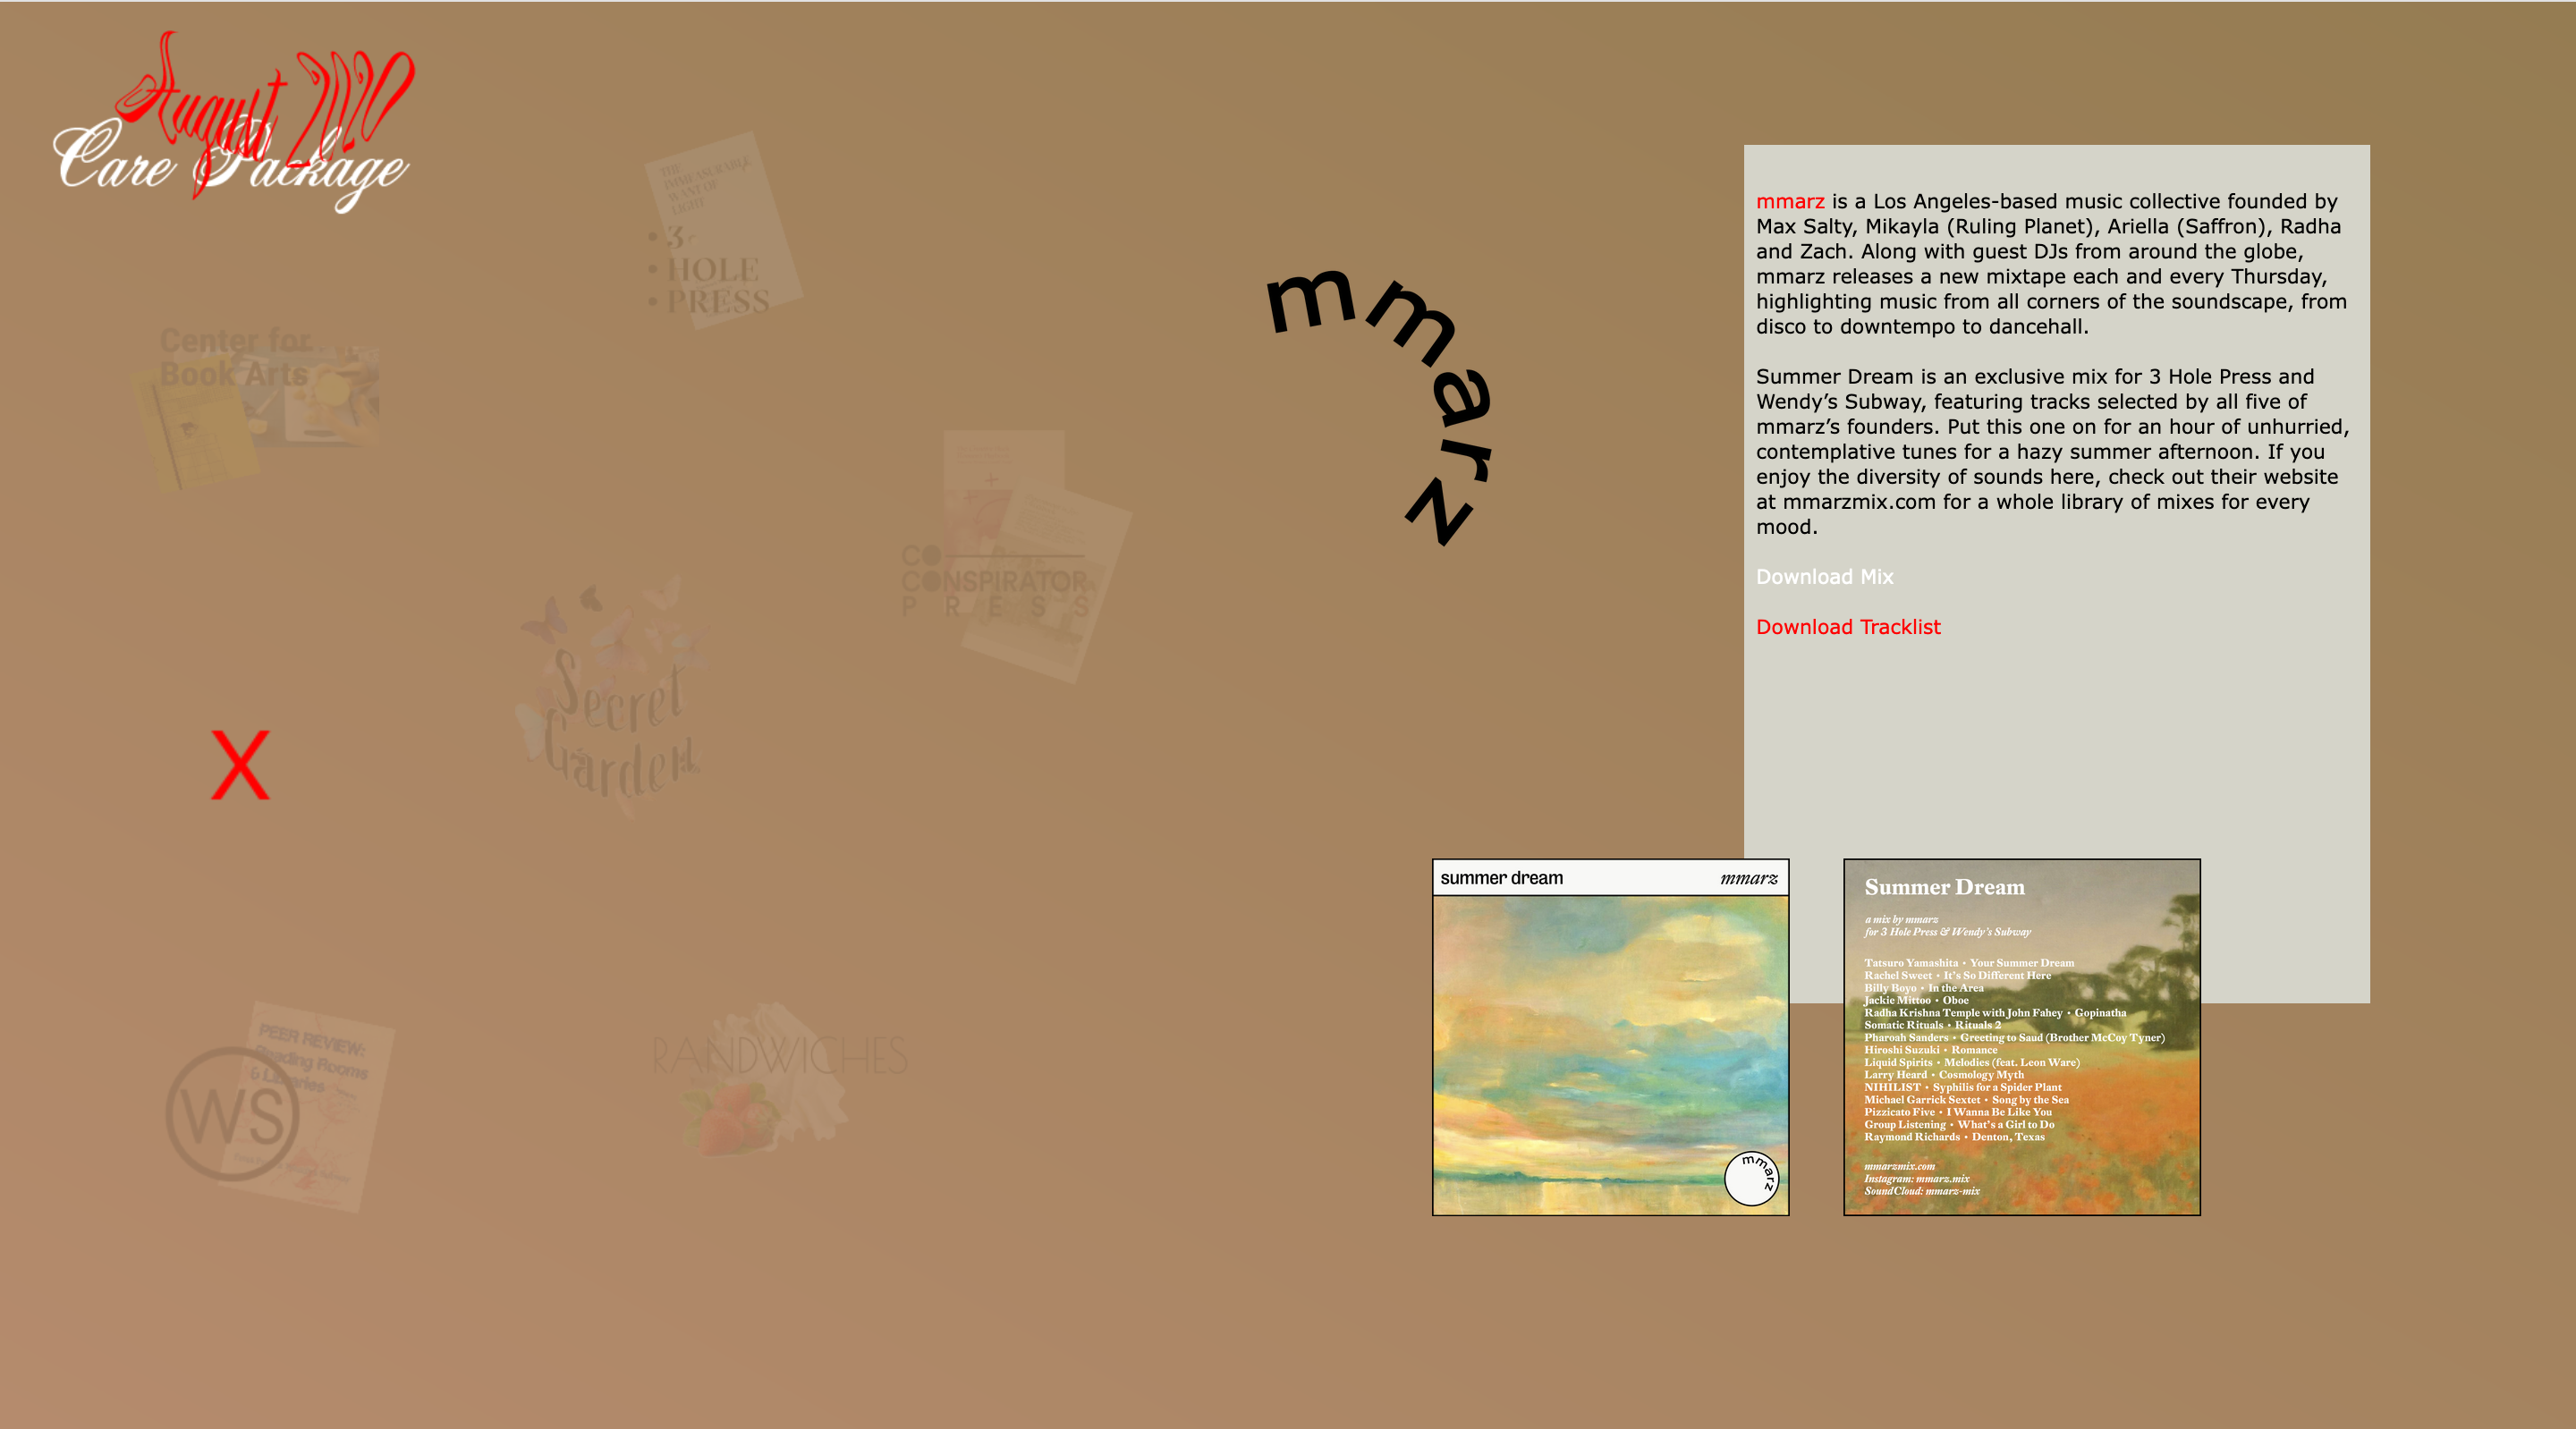 August 2020
Care Package
THE
IMMEASURABLE
WANT OF
LIGHT
• 3
• HOLE
• PRESS
Center for
Book Arts
mmarz
CO
CONSPIRATOR
PRESS
Secret
Garden
X
PEER REVIEW:
Reading Rooms
& Libraries
WS
RANDWICHES
mmarz is a Los Angeles-based music collective founded by
Max Salty, Mikayla (Ruling Planet), Ariella (Saffron), Radha
and Zach. Along with guest DJs from around the globe,
mmarz releases a new mixtape each and every Thursday,
highlighting music from all corners of the soundscape, from
disco to downtempo to dancehall.
Summer Dream is an exclusive mix for 3 Hole Press and
Wendy’s Subway, featuring tracks selected by all five of
mmarz’s founders. Put this one on for an hour of unhurried,
contemplative tunes for a hazy summer afternoon. If you
enjoy the diversity of sounds here, check out their website
at mmarzmix.com for a whole library of mixes for every
mood.
Download Mix
Download Tracklist
summer dream mmarz
mmarz
Summer Dream
a mix by mmarz
for 3 Hole Press & Wendy's Subway
Tatsuro Yamashita • Your Summer Dream
Rachel Sweet • It's So Different Here
Billy Boyo • In the Area
Jackie Mittoo • Oboe
Radha Krishna Temple with John Fahey • Gopinatha
Somatic Rituals • Rituals 2
Pharoah Sanders • Greeting to Saud (Brother McCoy Tyner)
Hiroshi Suzuki • Romance
Liquid Spirits • Melodies (feat. Leon Ware)
Larry Heard • Cosmology Myth
NIHILIST • Syphilis for a Spider Plant
Michael Garrick Sextet • Song by the Sea
Pizzicato Five • I Wanna Be Like You
Group Listening • What's a Girl to Do
Raymond Richards • Denton, Texas
mmarzmix.com
Instagram: mmarz.mix
SoundCloud: mmarz-mix